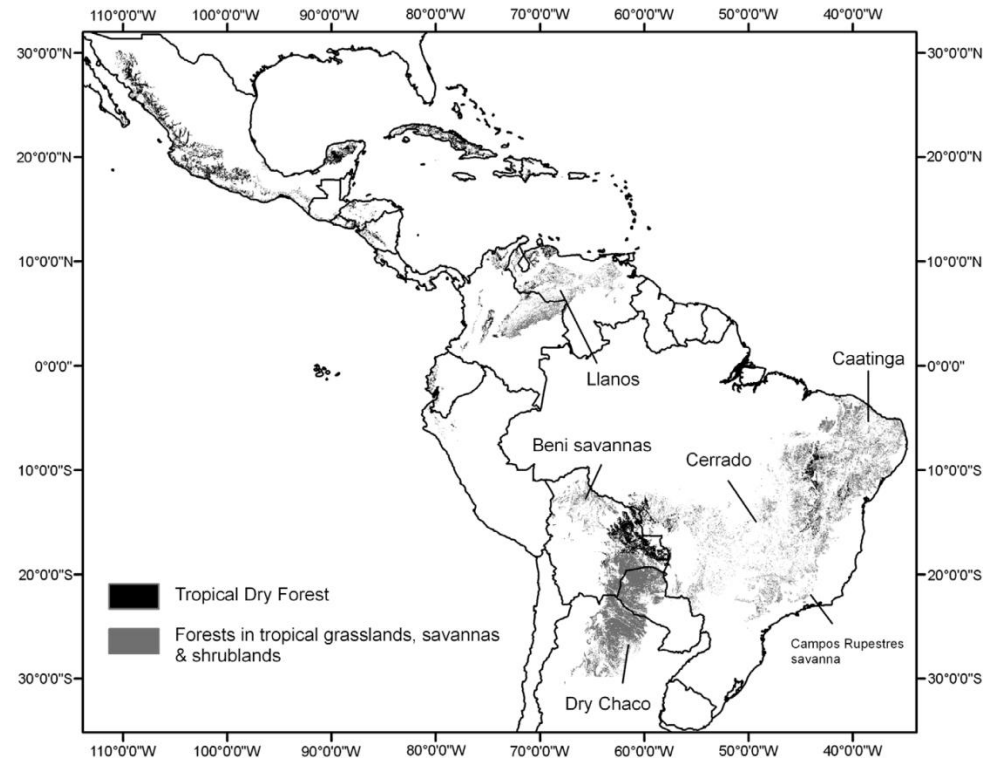 110°0'0"W 100°0'0"W 90°0'0"W 80°0'0"W 70°0'0"W 60°0'0"W 50°0'0"W 40°0'0"W
30°0'0"N 30°0'0"N
20°0'0"N 20°0'0"N
10°0'0"N 10°0'0"N
0°0'0" 0°0'0"
Caatinga
Llanos
Beni savannas
Cerrado
10°0'0"S 10°0'0"S
20°0'0"S 20°0'0"S
Tropical Dry Forest
Forests in tropical grasslands, savannas
& shrublands
Campos Rupestres
savanna
30°0'0"S 30°0'0"S
Dry Chaco
110°0'0"W 100°0'0"W 90°0'0"W 80°0'0"W 70°0'0"W 60°0'0"W 50°0'0"W 40°0'0"W